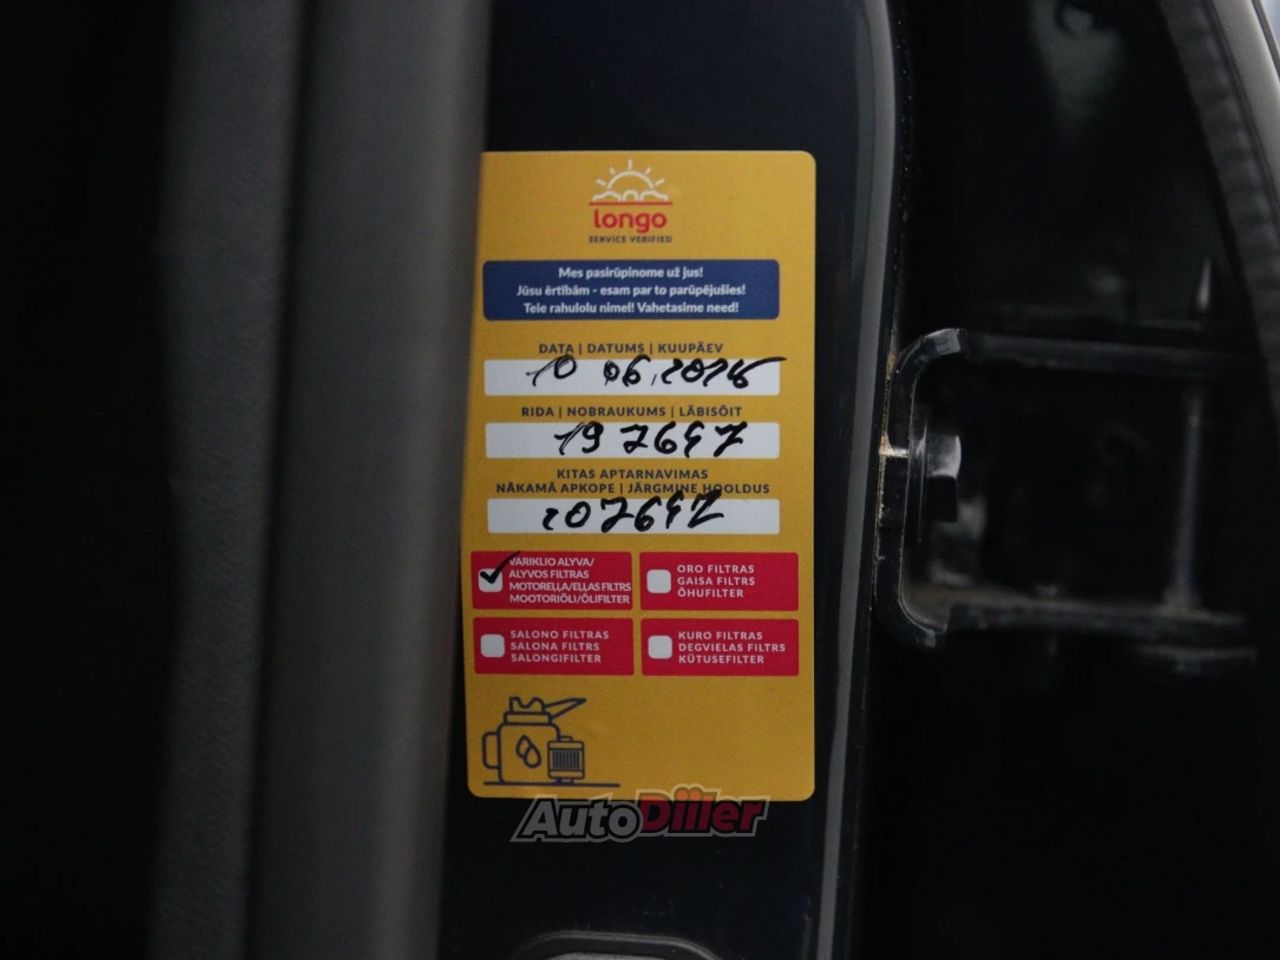 longo
SERVICE VERIFIED
Mes pasirūpinome už jus!
Jūsu ērtībām - esam par to parūpējušies!
Teie rahulolu nimel! Vahetasime need!
DATA | DATUMS | KUUPÄEV
10 06.2025
RIDA | NOBRAUKUMS | LÄBISÕIT
197647
KITAS APTARNAVIMAS
NĀKAMĀ APKOPE | JÄRGMINE HOOLDUS
207647
VARIKLIO ALYVA/
ALYVOS FILTRAS
MOTOREĻĻA/EĻĻAS FILTRS
MOOTORIÕLI/ÕLIFILTER
ORO FILTRAS
GAISA FILTRS
ÕHUFILTER
SALONO FILTRAS
SALONA FILTRS
SALONGIFILTER
KURO FILTRAS
DEGVIELAS FILTRS
KÜTUSEFILTER
AutoDiiler